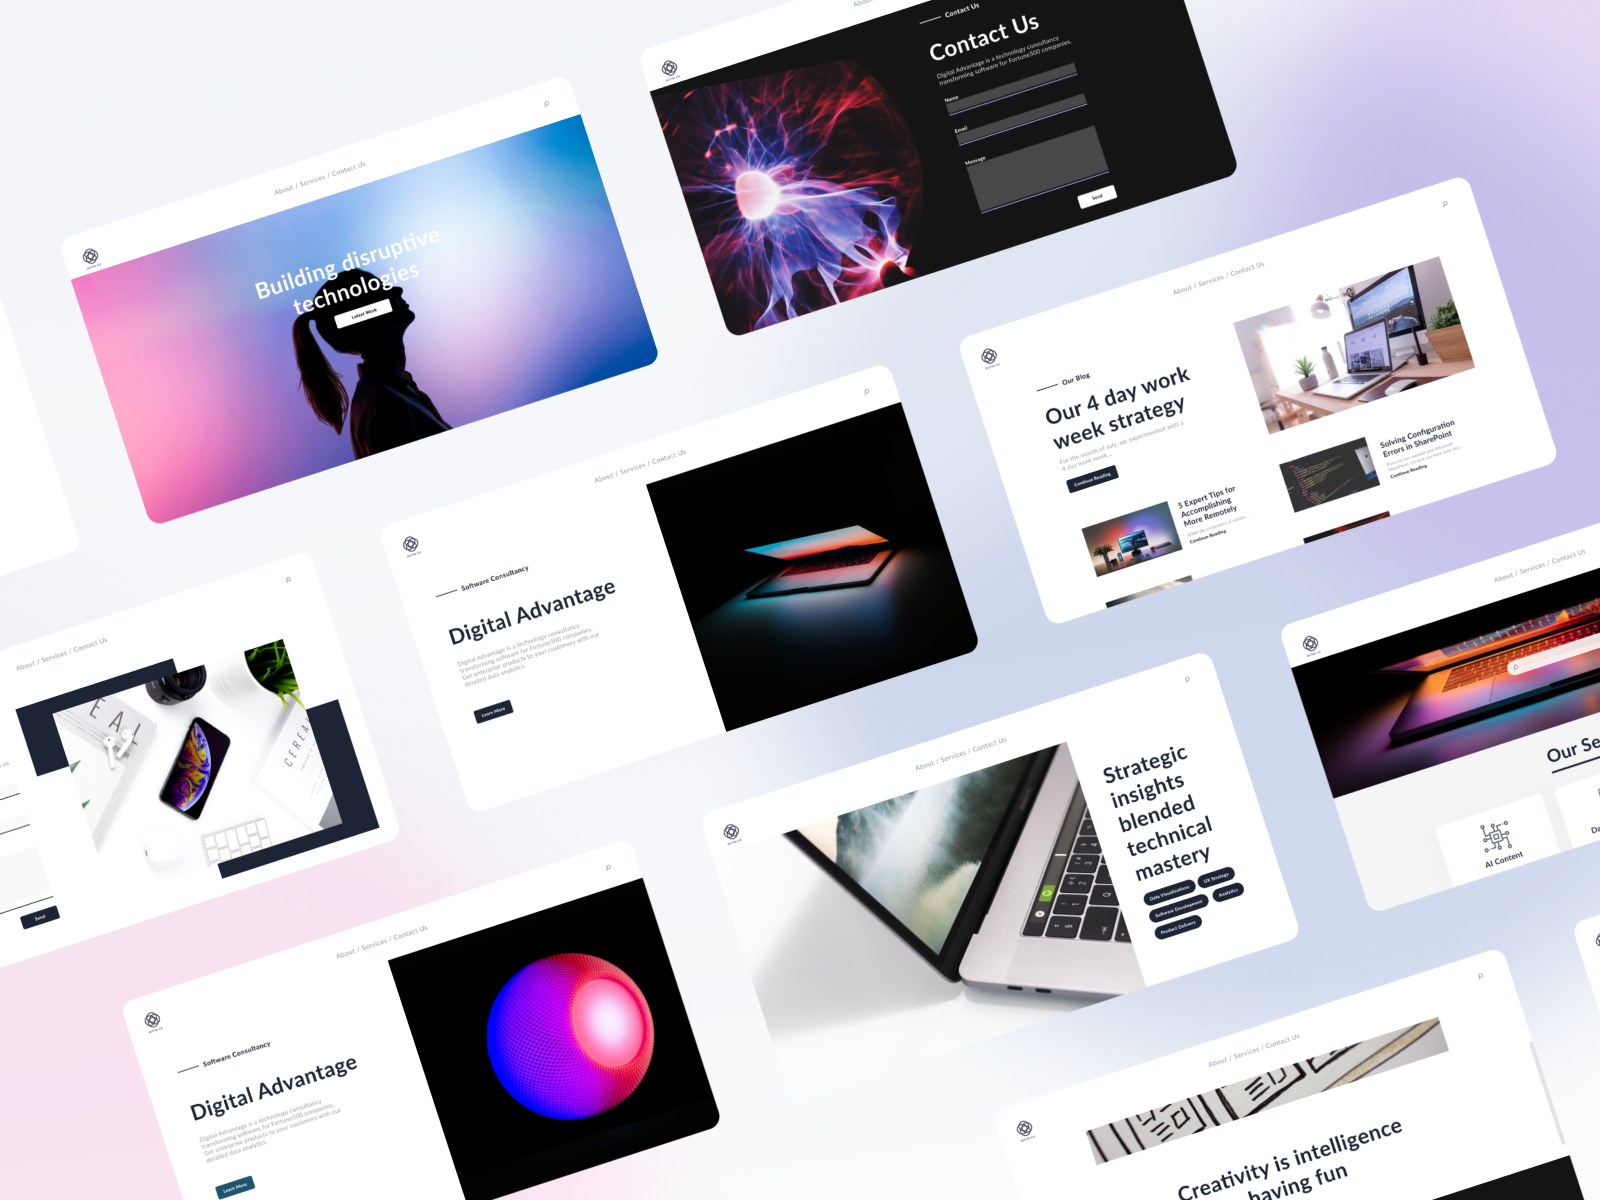 About / Services / Contact Us
Building disruptive
technologies
Latest Work
Contact Us
Contact Us
Digital Advantage is a technology consultancy
transforming software for Fortune500 companies.
Name
Email
Message
Send
About / Services / Contact Us
Our Blog
Our 4 day work
week strategy
For the month of July, we experimented with a
4 day work week...
Continue Reading
5 Expert Tips for
Accomplishing
More Remotely
Continue Reading
Solving Configuration
Errors in SharePoint
Continue Reading
About / Services / Contact Us
Software Consultancy
Digital Advantage
Digital Advantage is a technology consultancy
transforming software for Fortune500 companies.
Get enterprise products to your customers with our
detailed data analytics.
Learn More
About / Services / Contact Us
EAL
CEREAL
Send
About / Services / Contact Us
Strategic
insights
blended
technical
mastery
Data Visualizations
UX Strategy
Software Development
Analytics
Product Delivery
About / Services / Contact Us
Our Se
AI Content
Da
About / Services / Contact Us
Software Consultancy
Digital Advantage
Digital Advantage is a technology consultancy
transforming software for Fortune500 companies.
Get enterprise products to your customers with our
detailed data analytics.
Learn More
About / Services / Contact Us
Creativity is intelligence
having fun